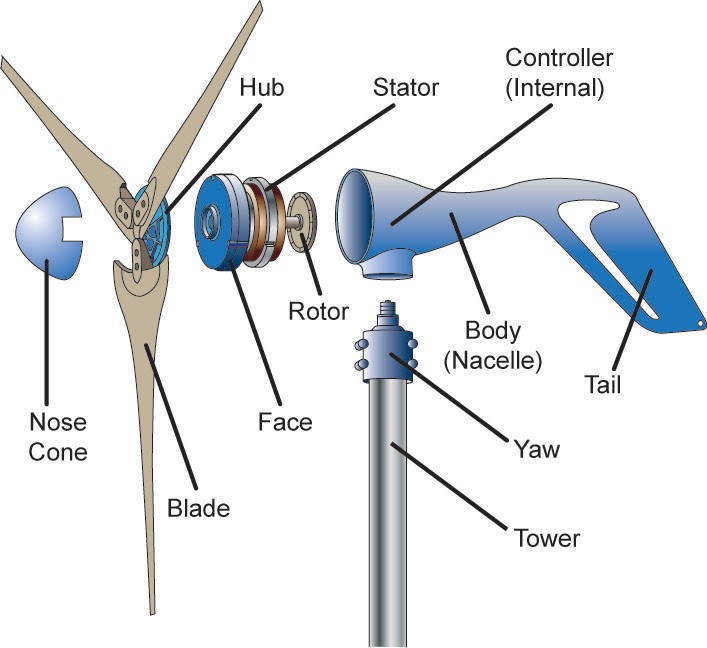 Controller
(Internal)
Hub
Stator
Rotor
Body
(Nacelle)
Tail
Nose
Cone
Face
Yaw
Blade
Tower